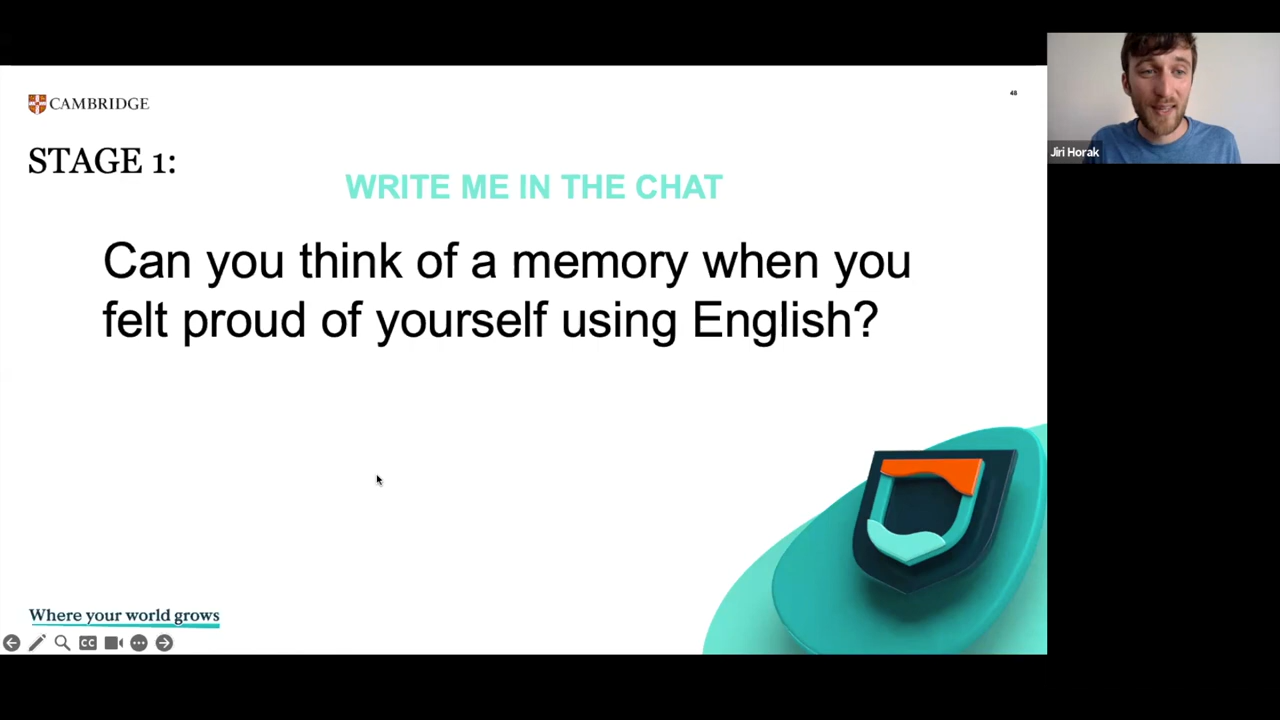 CAMBRIDGE
48
STAGE 1:
WRITE ME IN THE CHAT
Can you think of a memory when you
felt proud of yourself using English?
Where your world grows
CC
Jiri Horak